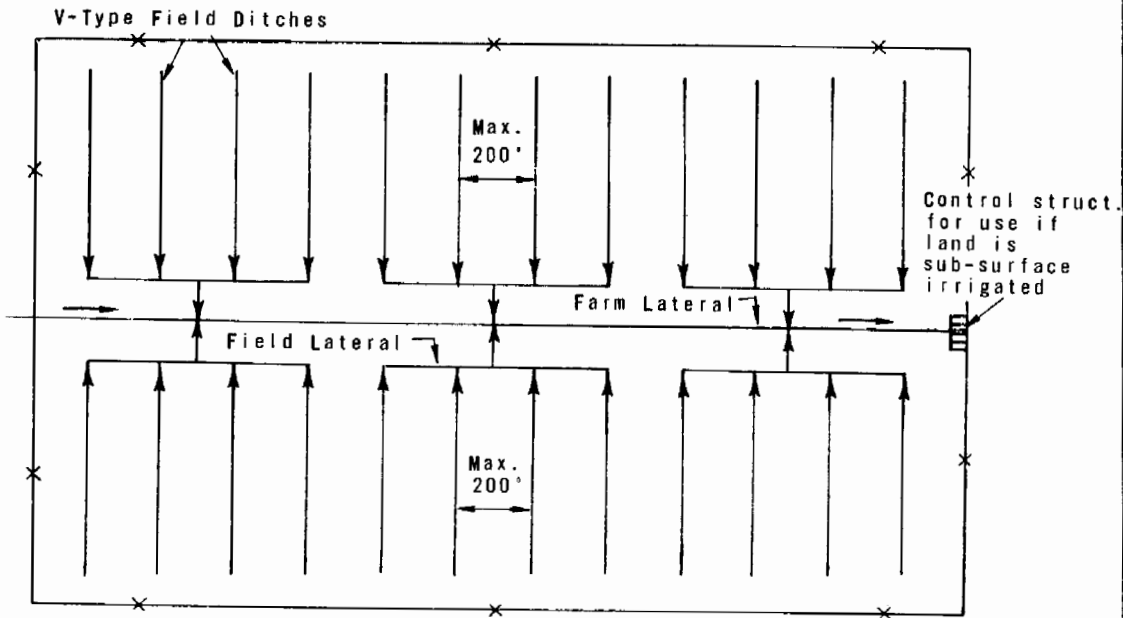 V-Type Field Ditches
Max.
200'
Control struct.
for use if
land is
sub-surface
irrigated
Farm Lateral
Field Lateral
Max.
200'